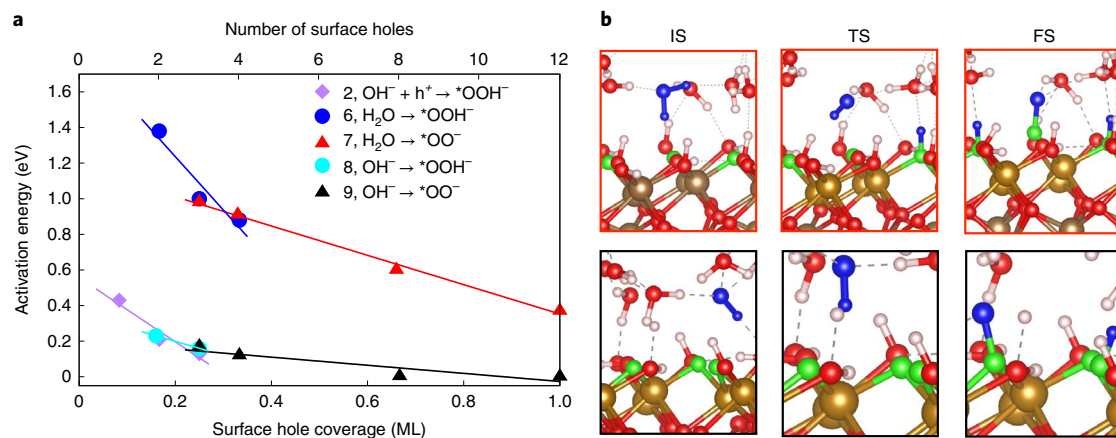 a
Number of surface holes
0 2 4 6 8 10 12
1.6
1.4
1.2
1.0
0.8
0.6
0.4
0.2
0
Activation energy (eV)
2, OH⁻ + h⁺ → *OOH⁻
6, H₂O → *OOH⁻
7, H₂O → *OO⁻
8, OH⁻ → *OOH⁻
9, OH⁻ → *OO⁻
0 0.2 0.4 0.6 0.8 1.0
Surface hole coverage (ML)
b
IS TS FS